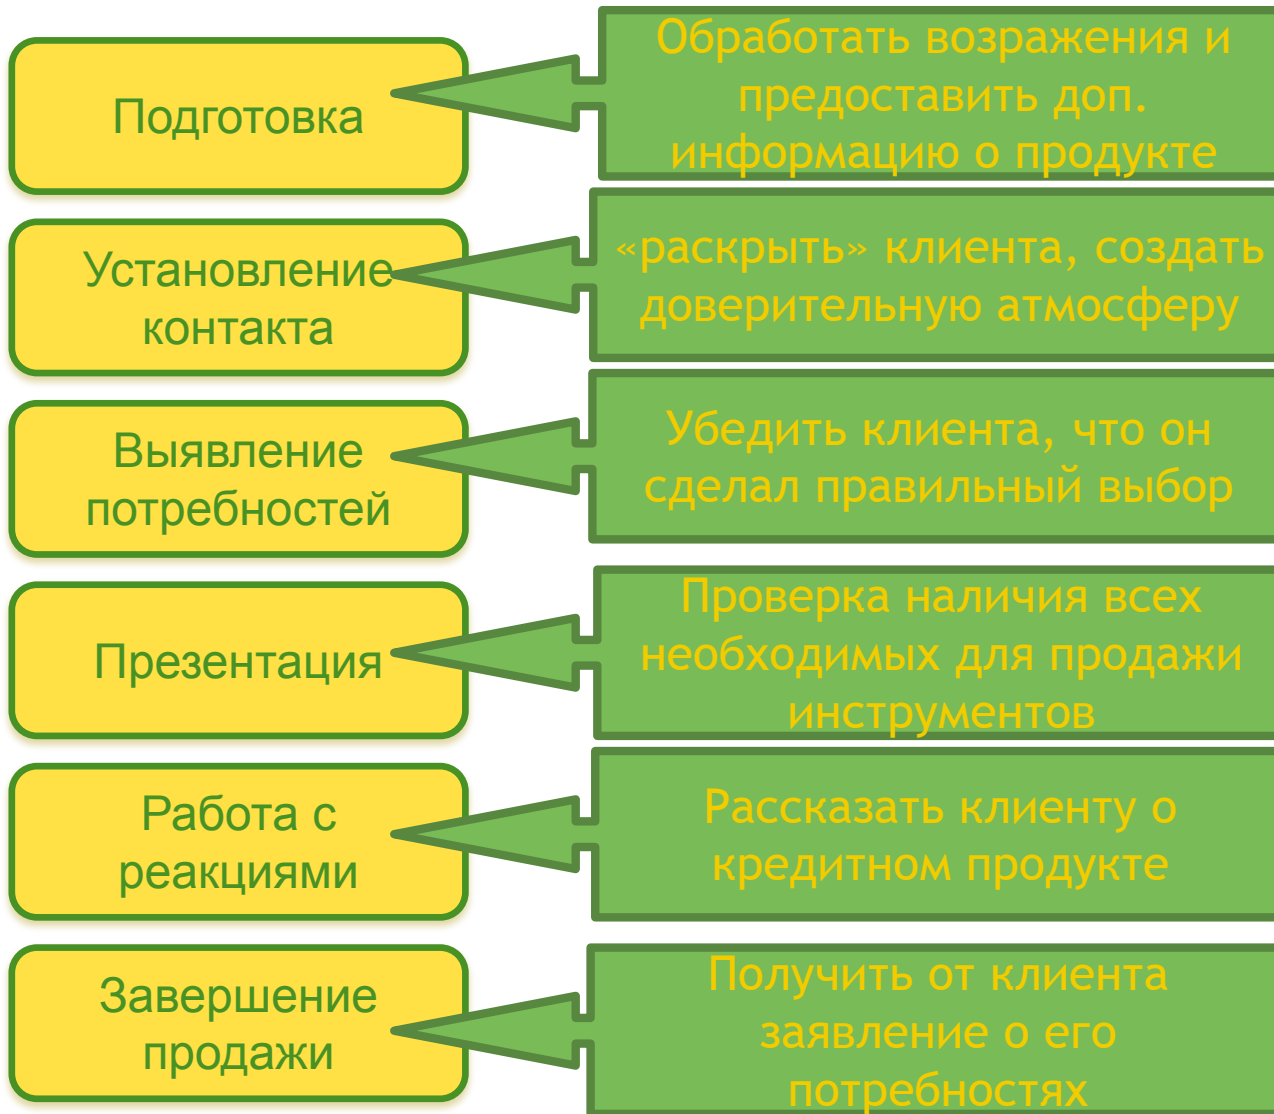 Подготовка
Обработать возражения и
предоставить доп.
информацию о продукте
Установление
контакта
«раскрыть» клиента, создать
доверительную атмосферу
Выявление
потребностей
Убедить клиента, что он
сделал правильный выбор
Презентация
Проверка наличия всех
необходимых для продажи
инструментов
Работа с
реакциями
Рассказать клиенту о
кредитном продукте
Завершение
продажи
Получить от клиента
заявление о его
потребностях